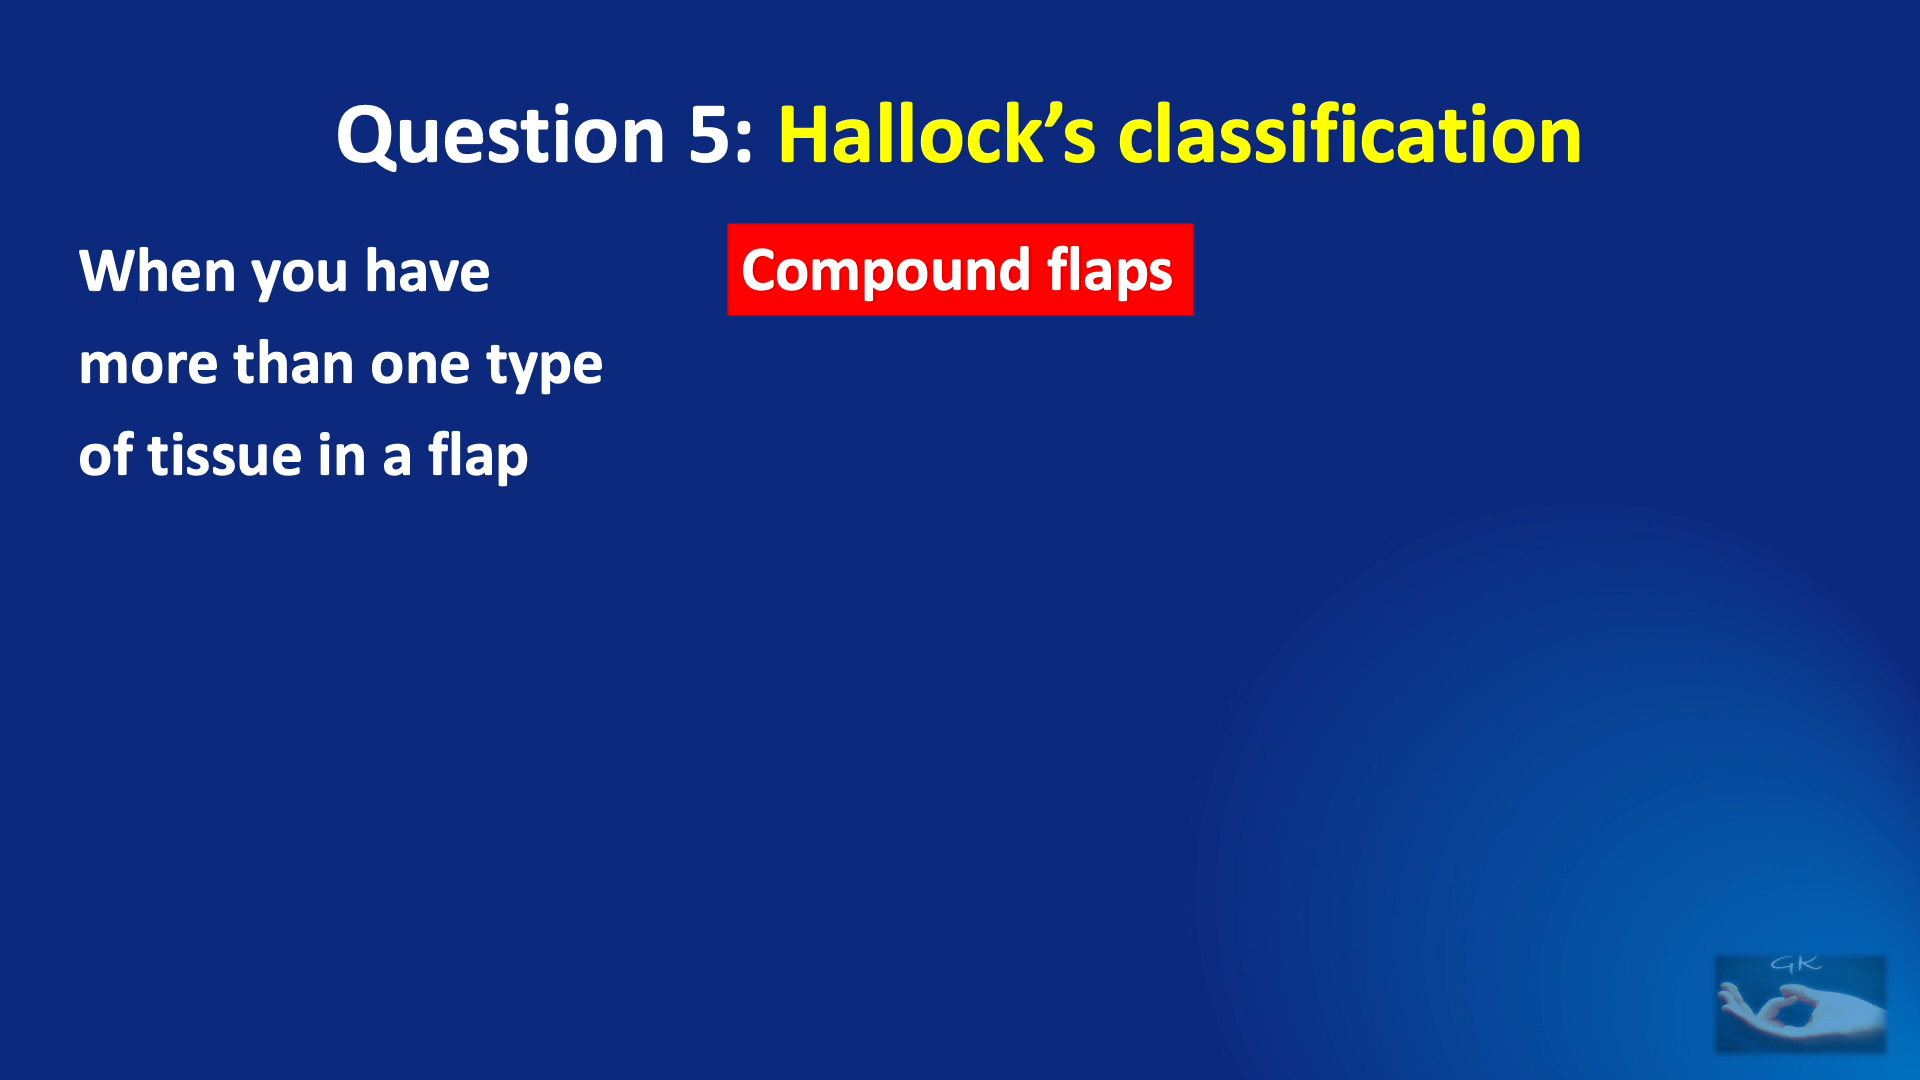 Question 5: Hallock’s classification
When you have
more than one type
of tissue in a flap
Compound flaps
GK